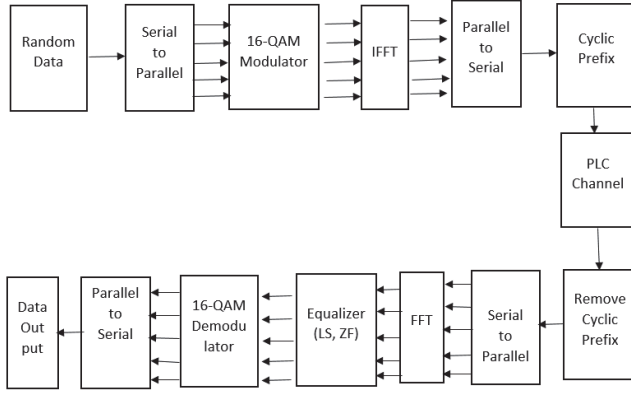 Random
Data
Serial
to
Parallel
16-QAM
Modulator
IFFT
Parallel
to
Serial
Cyclic
Prefix
PLC
Channel
Remove
Cyclic
Prefix
Serial
to
Parallel
FFT
Equalizer
(LS, ZF)
16-QAM
Demodu
lator
Parallel
to
Serial
Data
Out
put